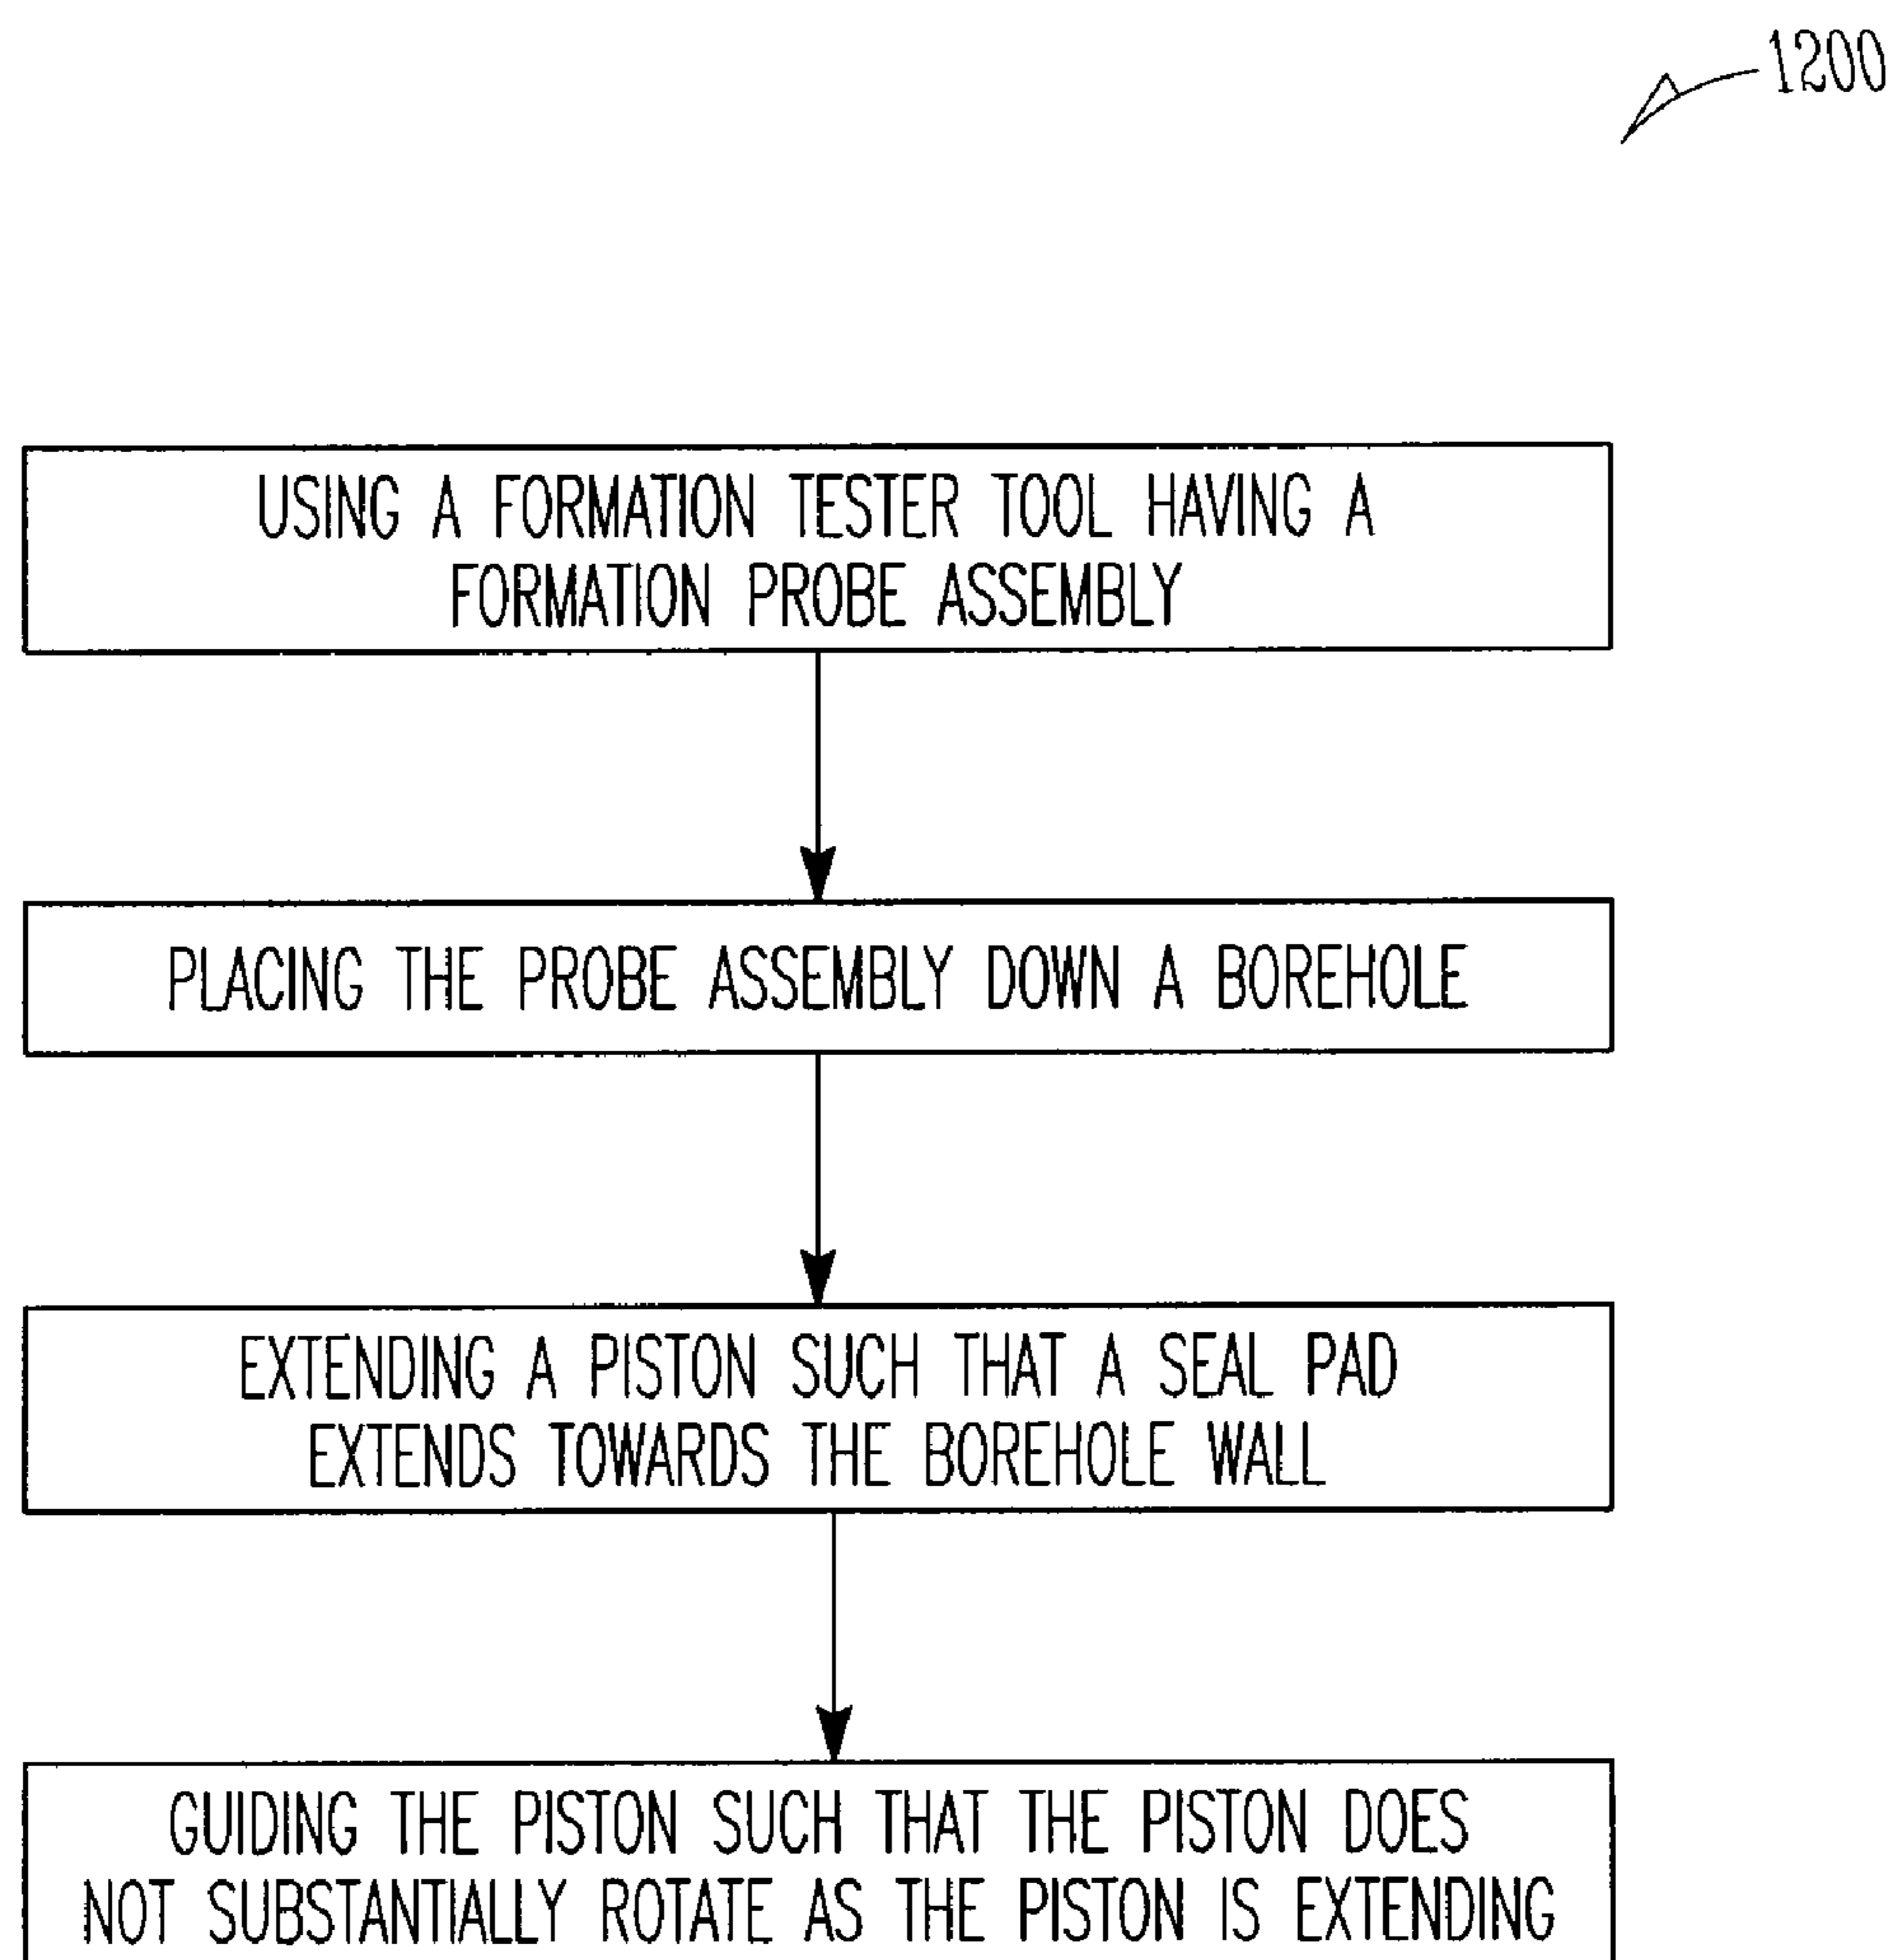 1200
USING A FORMATION TESTER TOOL HAVING A
FORMATION PROBE ASSEMBLY
PLACING THE PROBE ASSEMBLY DOWN A BOREHOLE
EXTENDING A PISTON SUCH THAT A SEAL PAD
EXTENDS TOWARDS THE BOREHOLE WALL
GUIDING THE PISTON SUCH THAT THE PISTON DOES
NOT SUBSTANTIALLY ROTATE AS THE PISTON IS EXTENDING